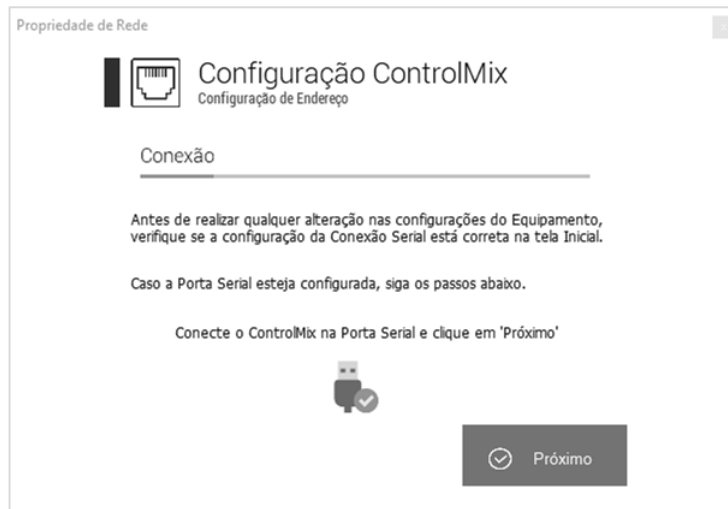 Propriedade de Rede
Configuração ControlMix
Configuração de Endereço
Conexão
Antes de realizar qualquer alteração nas configurações do Equipamento,
verifique se a configuração da Conexão Serial está correta na tela Inicial.
Caso a Porta Serial esteja configurada, siga os passos abaixo.
Conecte o ControlMix na Porta Serial e clique em 'Próximo'
Próximo